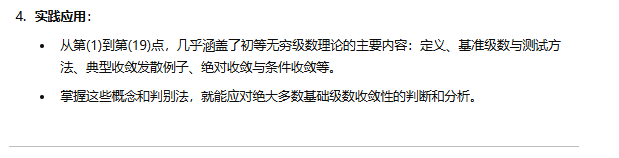 4. 实践应用：
• 从第(1)到第(19)点，几乎涵盖了初等无穷级数理论的主要内容：定义、基准级数与测试方
法、典型收敛发散例子、绝对收敛与条件收敛等。
• 掌握这些概念和判别法，就能应对绝大多数基础级数收敛性的判断和分析。